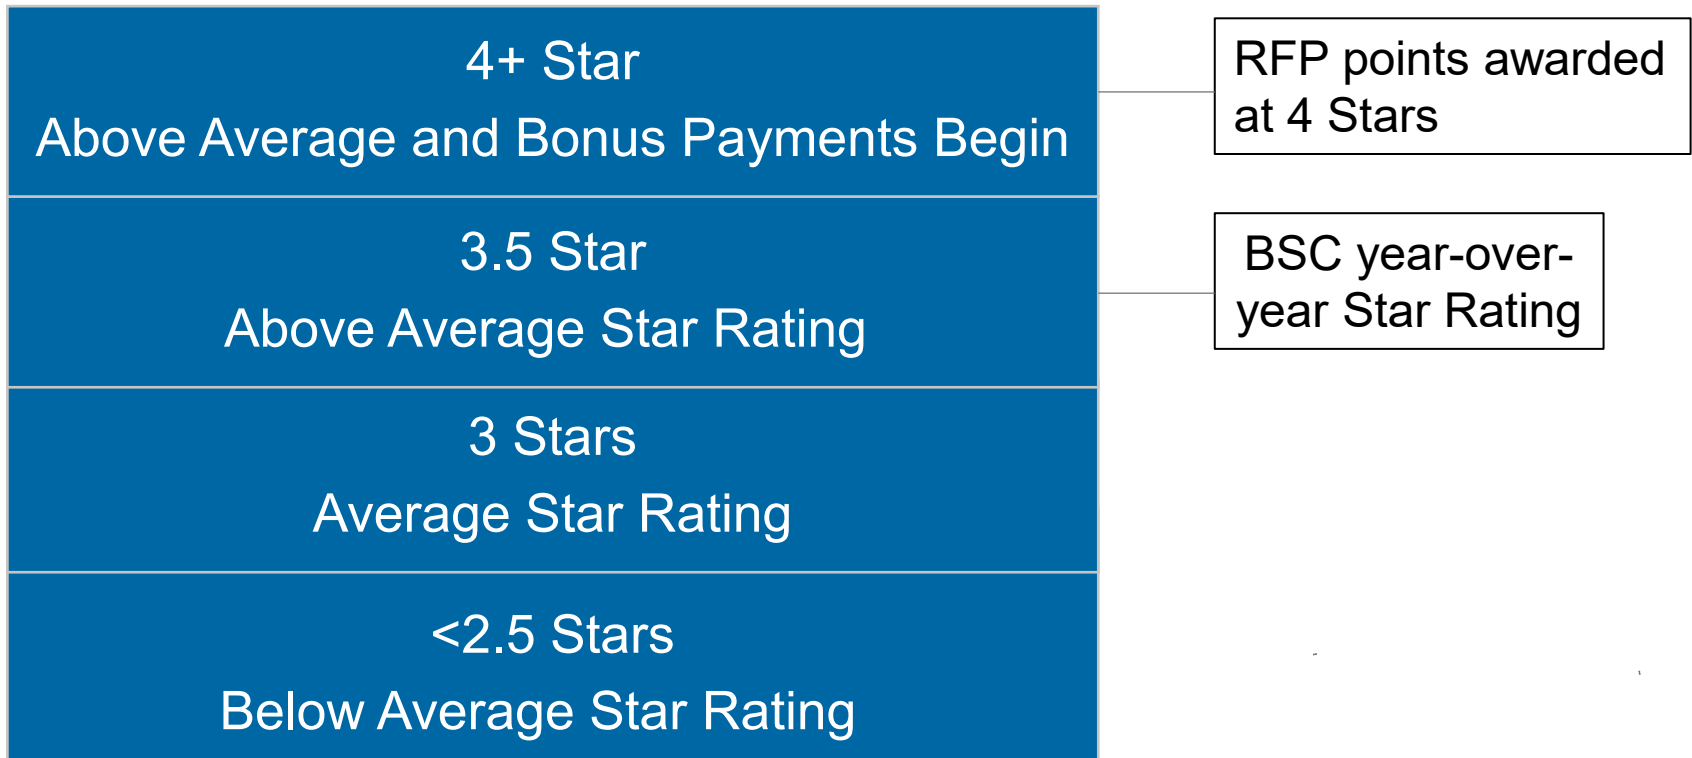 4+ Star
Above Average and Bonus Payments Begin
RFP points awarded
at 4 Stars
3.5 Star
Above Average Star Rating
BSC year-over-
year Star Rating
3 Stars
Average Star Rating
<2.5 Stars
Below Average Star Rating